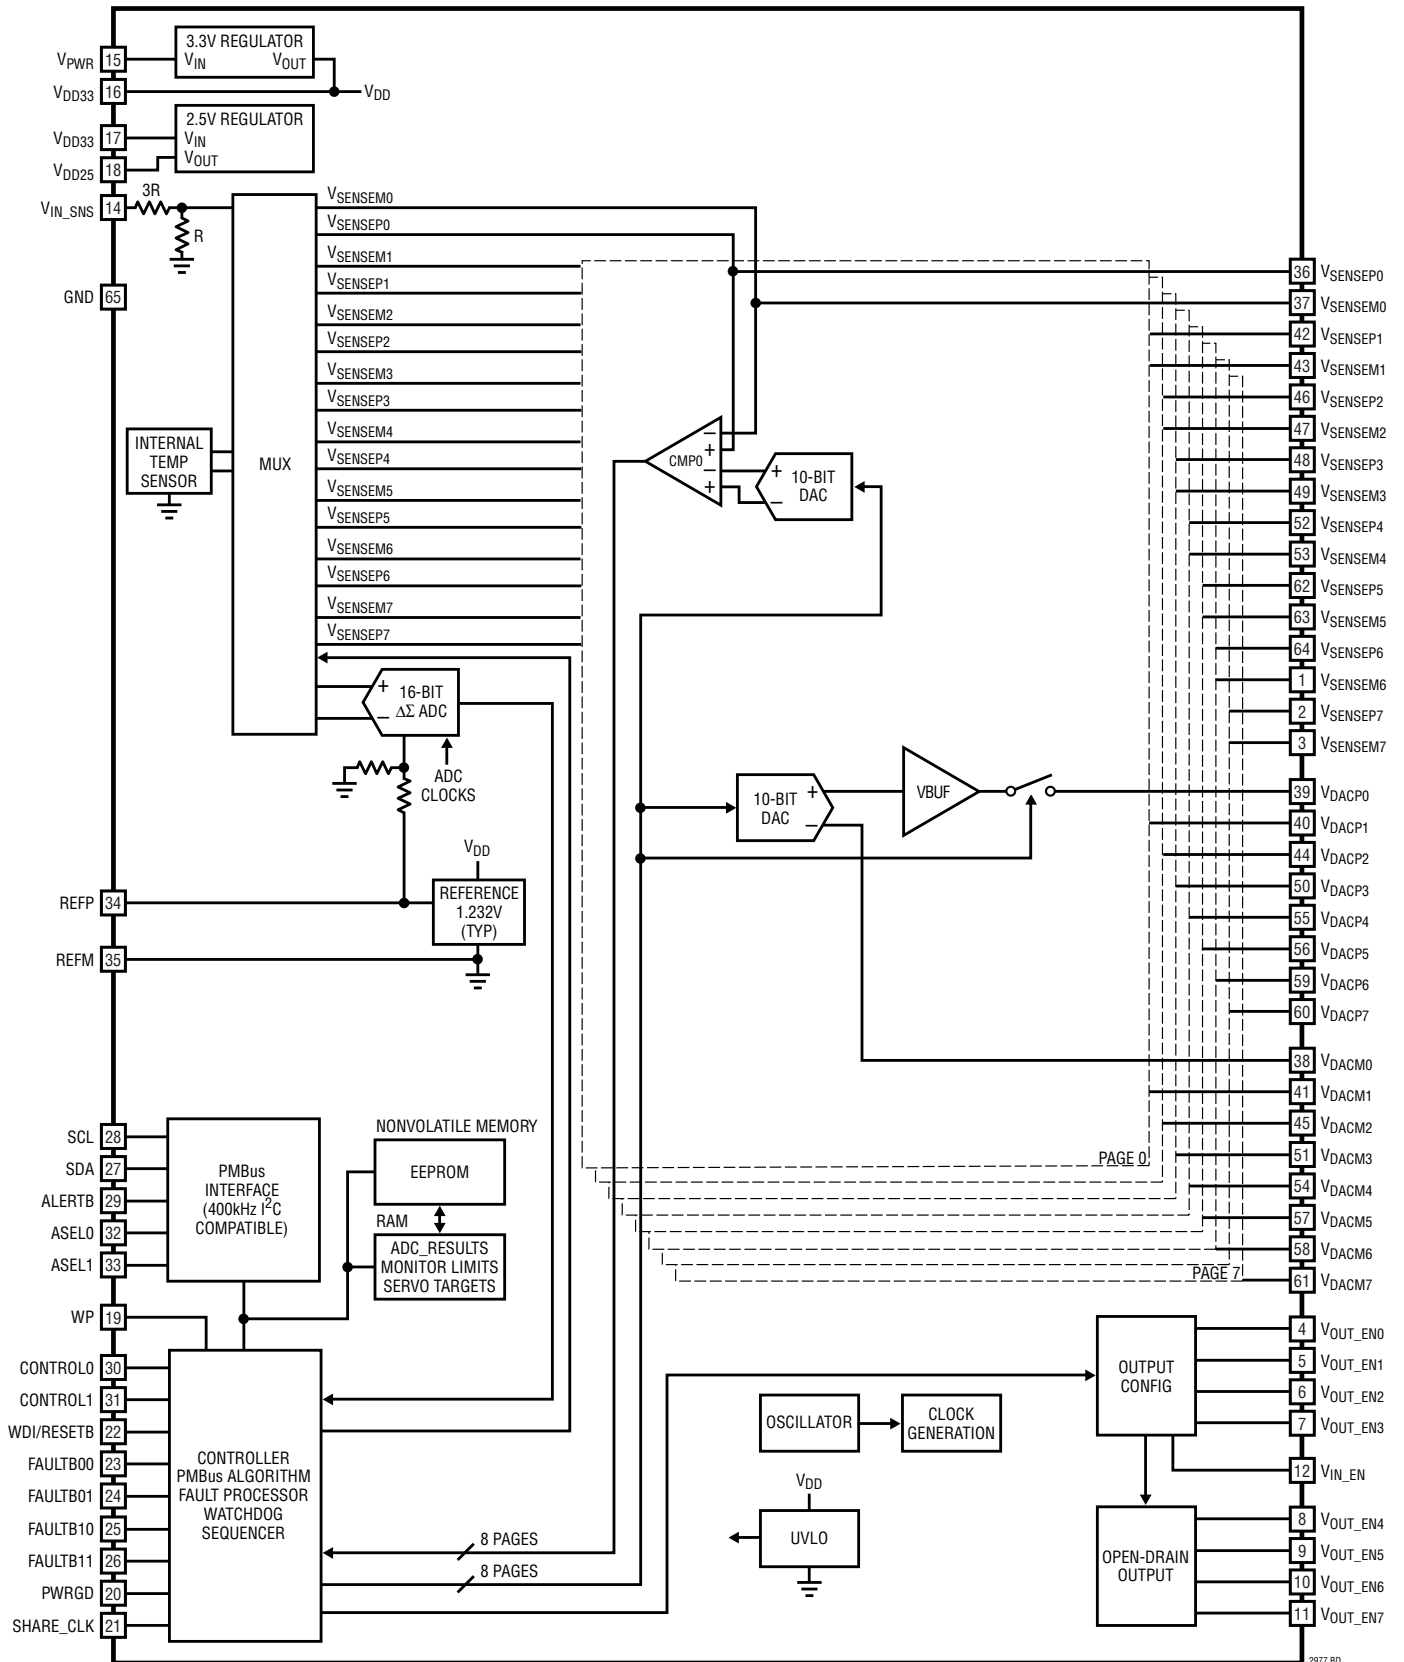 3.3V REGULATOR
VIN VOUT
VPWR 15
VDD33 16
VDD
2.5V REGULATOR
VIN
VOUT
VDD33 17
VDD25 18
3R
VIN_SNS 14
R
GND 65
INTERNAL
TEMP
SENSOR
MUX
VSENSEM0
VSENSEP0
VSENSEM1
VSENSEP1
VSENSEM2
VSENSEP2
VSENSEM3
VSENSEP3
VSENSEM4
VSENSEP4
VSENSEM5
VSENSEP5
VSENSEM6
VSENSEP6
VSENSEM7
VSENSEP7
+
–
16-BIT
ΔΣ ADC
ADC
CLOCKS
VDD
REFERENCE
1.232V
(TYP)
REFP 34
REFM 35
–
+
–
+
CMP0
+
–
10-BIT
DAC
10-BIT
DAC
+
–
VBUF
PAGE 0
PAGE 7
36 VSENSEP0
37 VSENSEM0
42 VSENSEP1
43 VSENSEM1
46 VSENSEP2
47 VSENSEM2
48 VSENSEP3
49 VSENSEM3
52 VSENSEP4
53 VSENSEM4
62 VSENSEP5
63 VSENSEM5
64 VSENSEP6
1 VSENSEM6
2 VSENSEP7
3 VSENSEM7
39 VDACP0
40 VDACP1
44 VDACP2
50 VDACP3
55 VDACP4
56 VDACP5
59 VDACP6
60 VDACP7
38 VDACM0
41 VDACM1
45 VDACM2
51 VDACM3
54 VDACM4
57 VDACM5
58 VDACM6
61 VDACM7
SCL 28
SDA 27
ALERTB 29
ASEL0 32
ASEL1 33
PMBus
INTERFACE
(400kHz I2C
COMPATIBLE)
NONVOLATILE MEMORY
EEPROM
RAM
ADC_RESULTS
MONITOR LIMITS
SERVO TARGETS
WP 19
CONTROL0 30
CONTROL1 31
WDI/RESETB 22
FAULTB00 23
FAULTB01 24
FAULTB10 25
FAULTB11 26
PWRGD 20
SHARE_CLK 21
CONTROLLER
PMBus ALGORITHM
FAULT PROCESSOR
WATCHDOG
SEQUENCER
8 PAGES
8 PAGES
OSCILLATOR
CLOCK
GENERATION
VDD
UVLO
OUTPUT
CONFIG
OPEN-DRAIN
OUTPUT
4 VOUT_EN0
5 VOUT_EN1
6 VOUT_EN2
7 VOUT_EN3
12 VIN_EN
8 VOUT_EN4
9 VOUT_EN5
10 VOUT_EN6
11 VOUT_EN7
2977 BD